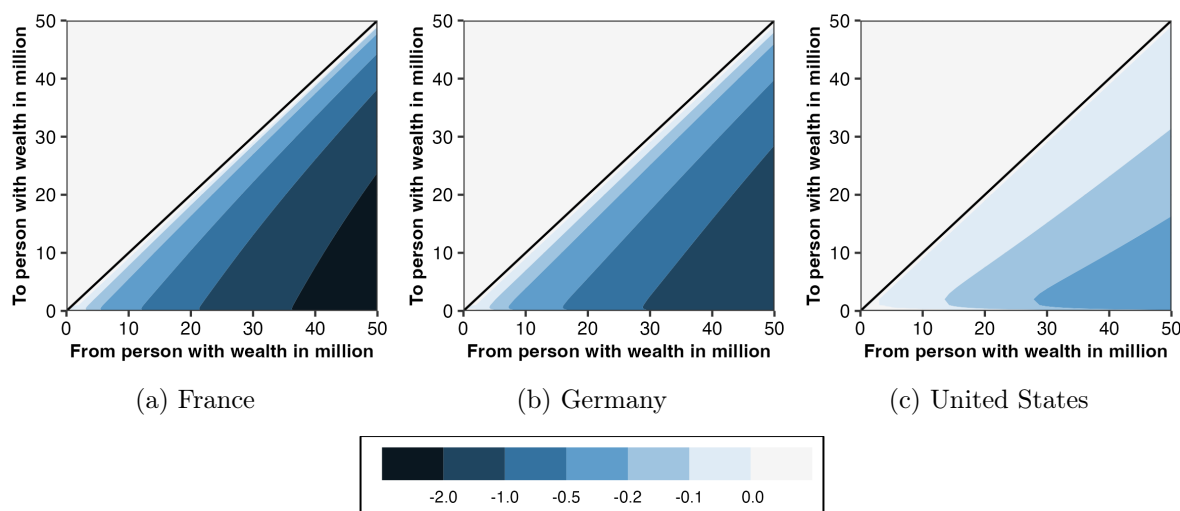 50
40
30
20
10
0
To person with wealth in million
0 10 20 30 40 50
From person with wealth in million
(a) France
50
40
30
20
10
0
To person with wealth in million
0 10 20 30 40 50
From person with wealth in million
(b) Germany
50
40
30
20
10
0
To person with wealth in million
0 10 20 30 40 50
From person with wealth in million
(c) United States
-2.0 -1.0 -0.5 -0.2 -0.1 0.0